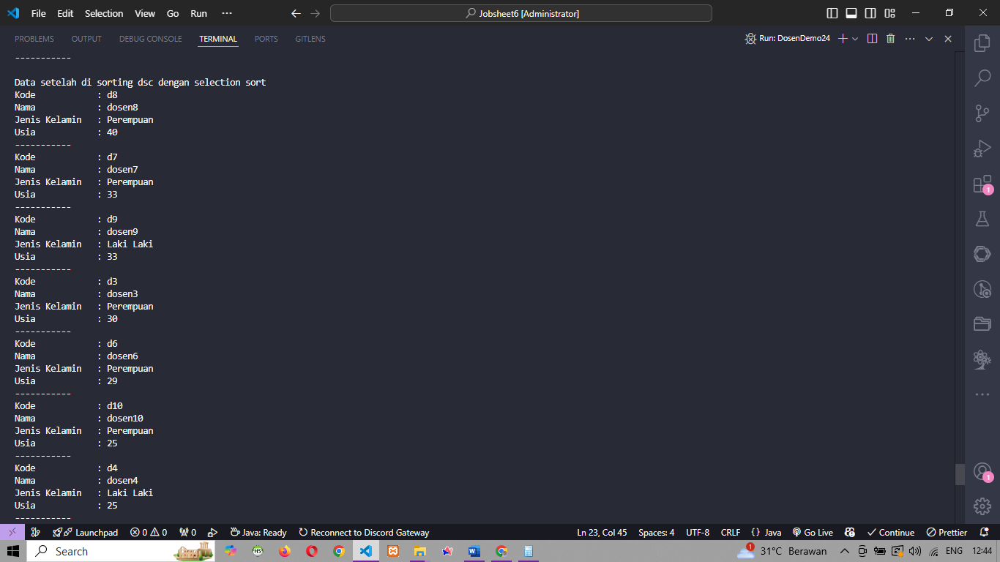 File Edit Selection View Go Run ··· Jobsheet6 [Administrator]
PROBLEMS OUTPUT DEBUG CONSOLE TERMINAL PORTS GITLENS Run: DosenDemo24
-----------
Data setelah di sorting dsc dengan selection sort
Kode : d8
Nama : dosen8
Jenis Kelamin : Perempuan
Usia : 40
-----------
Kode : d7
Nama : dosen7
Jenis Kelamin : Perempuan
Usia : 33
-----------
Kode : d9
Nama : dosen9
Jenis Kelamin : Laki Laki
Usia : 33
-----------
Kode : d3
Nama : dosen3
Jenis Kelamin : Perempuan
Usia : 30
-----------
Kode : d6
Nama : dosen6
Jenis Kelamin : Perempuan
Usia : 29
-----------
Kode : d10
Nama : dosen10
Jenis Kelamin : Perempuan
Usia : 25
-----------
Kode : d4
Nama : dosen4
Jenis Kelamin : Laki Laki
Usia : 25
-----------
1
1
Launchpad 0 0 0 Java: Ready Reconnect to Discord Gateway Ln 23, Col 45 Spaces: 4 UTF-8 CRLF {} Java Go Live Continue Prettier
Search HS 1 31°C Berawan ENG 12:44